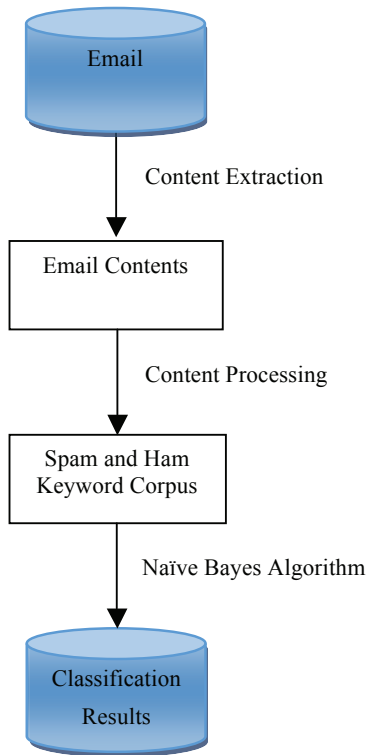 Email
Content Extraction
Email Contents
Content Processing
Spam and Ham
Keyword Corpus
Naïve Bayes Algorithm
Classification
Results